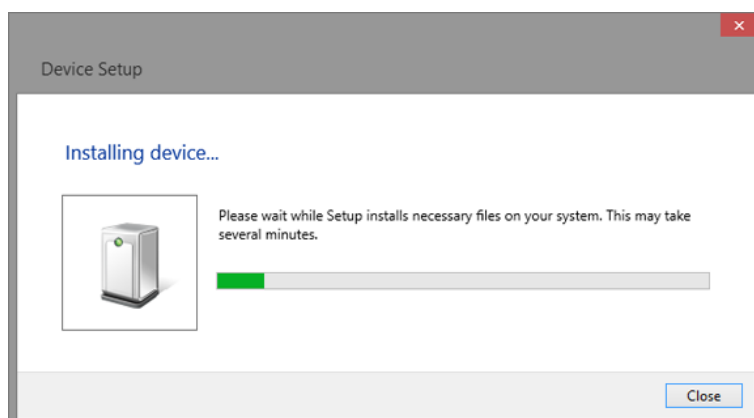 Device Setup
Installing device...
Please wait while Setup installs necessary files on your system. This may take
several minutes.
Close